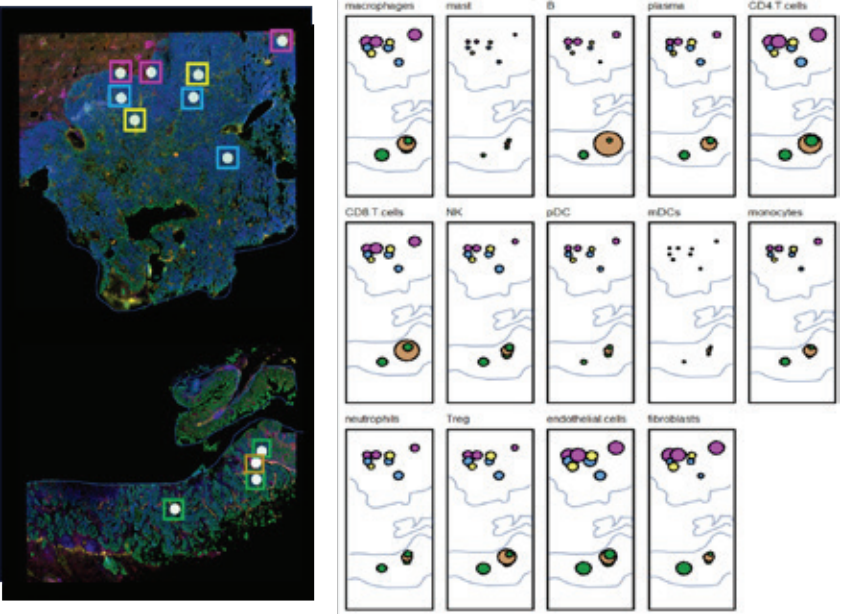 macrophages mast B plasma CD4.T.cells
CD8.T.cells NK pDC mDCs monocytes
neutrophils Treg endothelial.cells fibroblasts